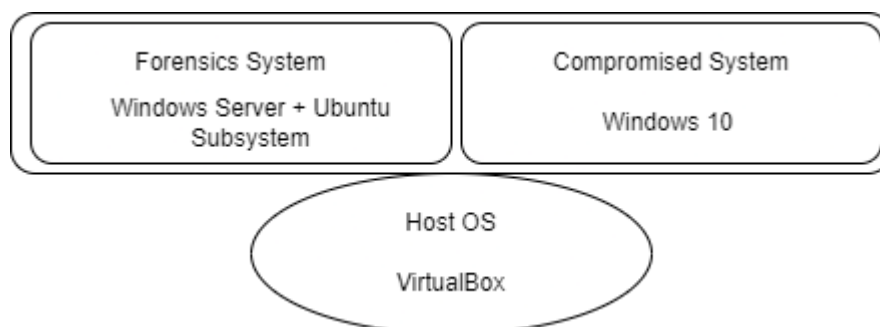 Forensics System
Windows Server + Ubuntu
Subsystem
Compromised System
Windows 10
Host OS
VirtualBox